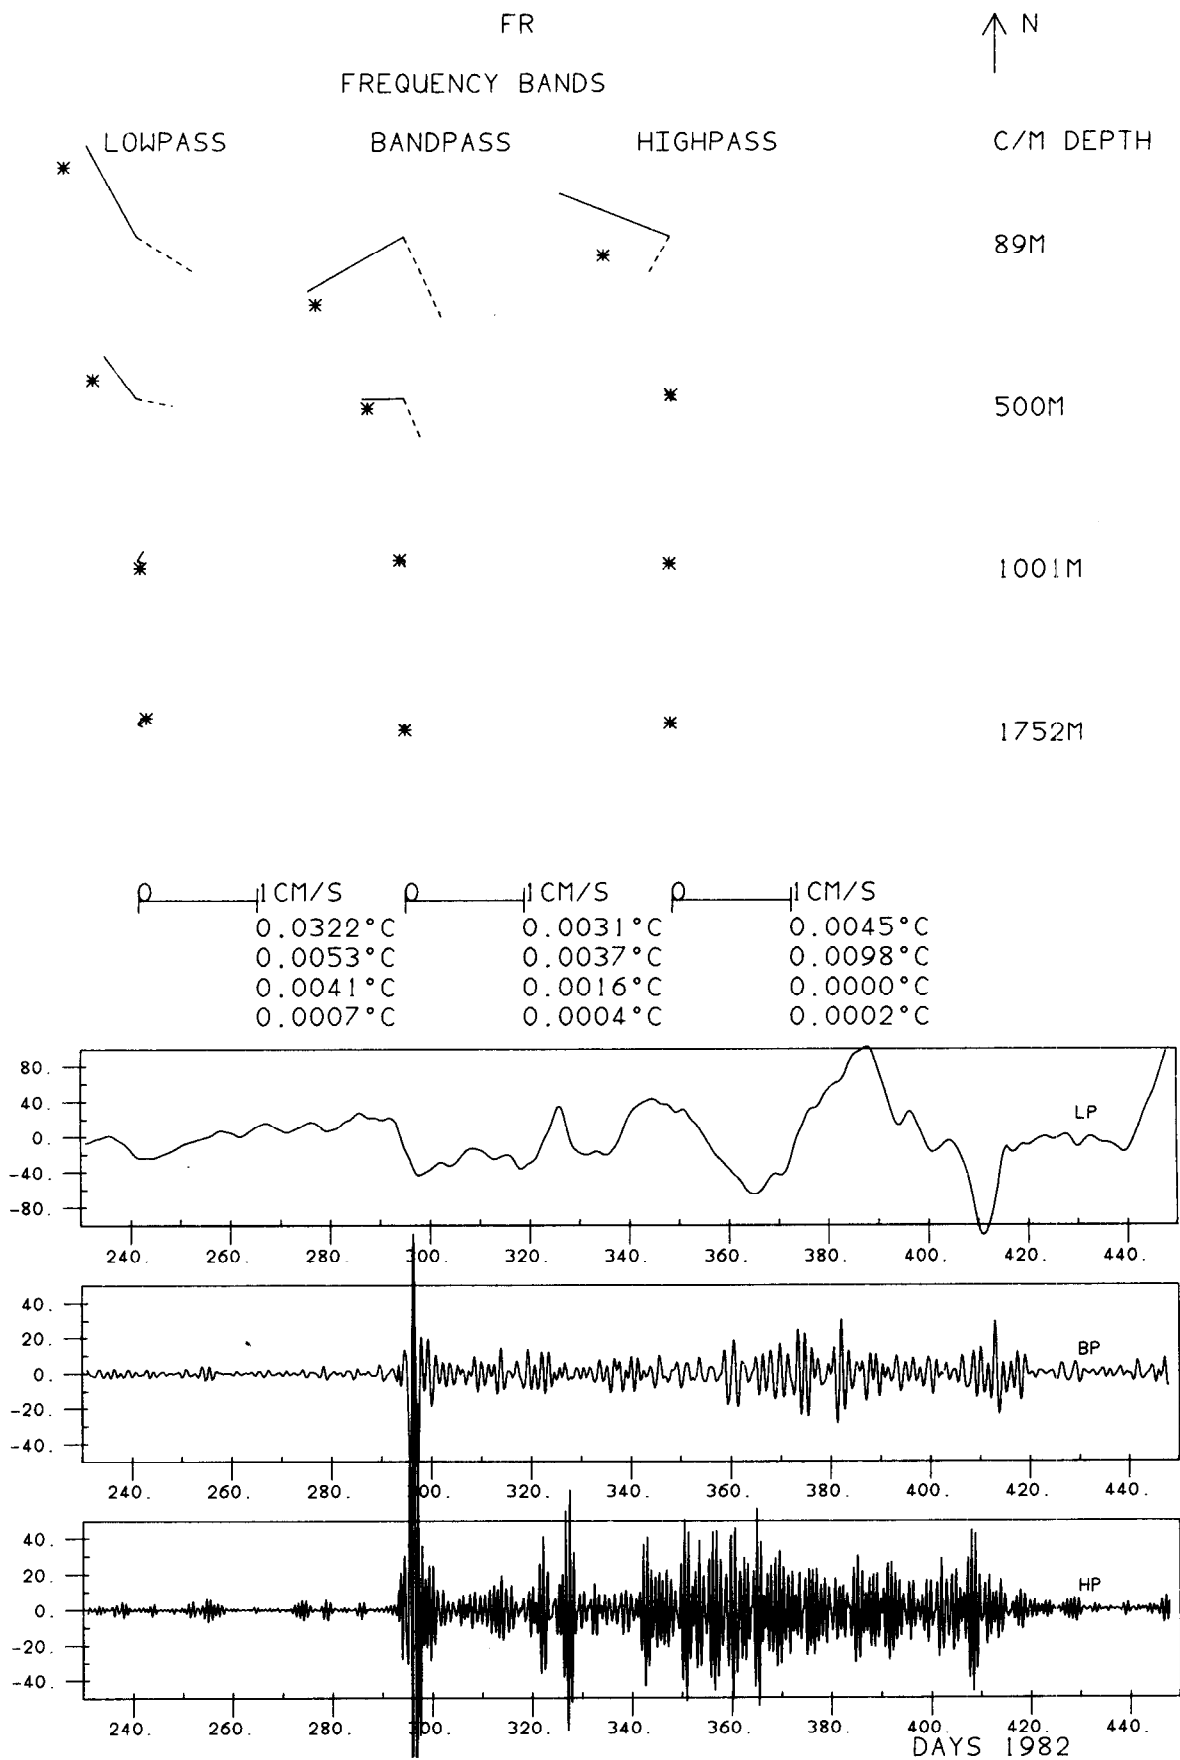 FR
↑ N
FREQUENCY BANDS
LOWPASS BANDPASS HIGHPASS C/M DEPTH
89M
500M
1001M
1752M
0 1CM/S 0 1CM/S 0 1CM/S
0.0322°C 0.0031°C 0.0045°C
0.0053°C 0.0037°C 0.0098°C
0.0041°C 0.0016°C 0.0000°C
0.0007°C 0.0004°C 0.0002°C
80.
40.
0.
-40.
-80.
LP
240. 260. 280. 300. 320. 340. 360. 380. 400. 420. 440.
40.
20.
0.
-20.
-40.
BP
240. 260. 280. 300. 320. 340. 360. 380. 400. 420. 440.
40.
20.
0.
-20.
-40.
HP
240. 260. 280. 300. 320. 340. 360. 380. 400. 420. 440.
DAYS 1982